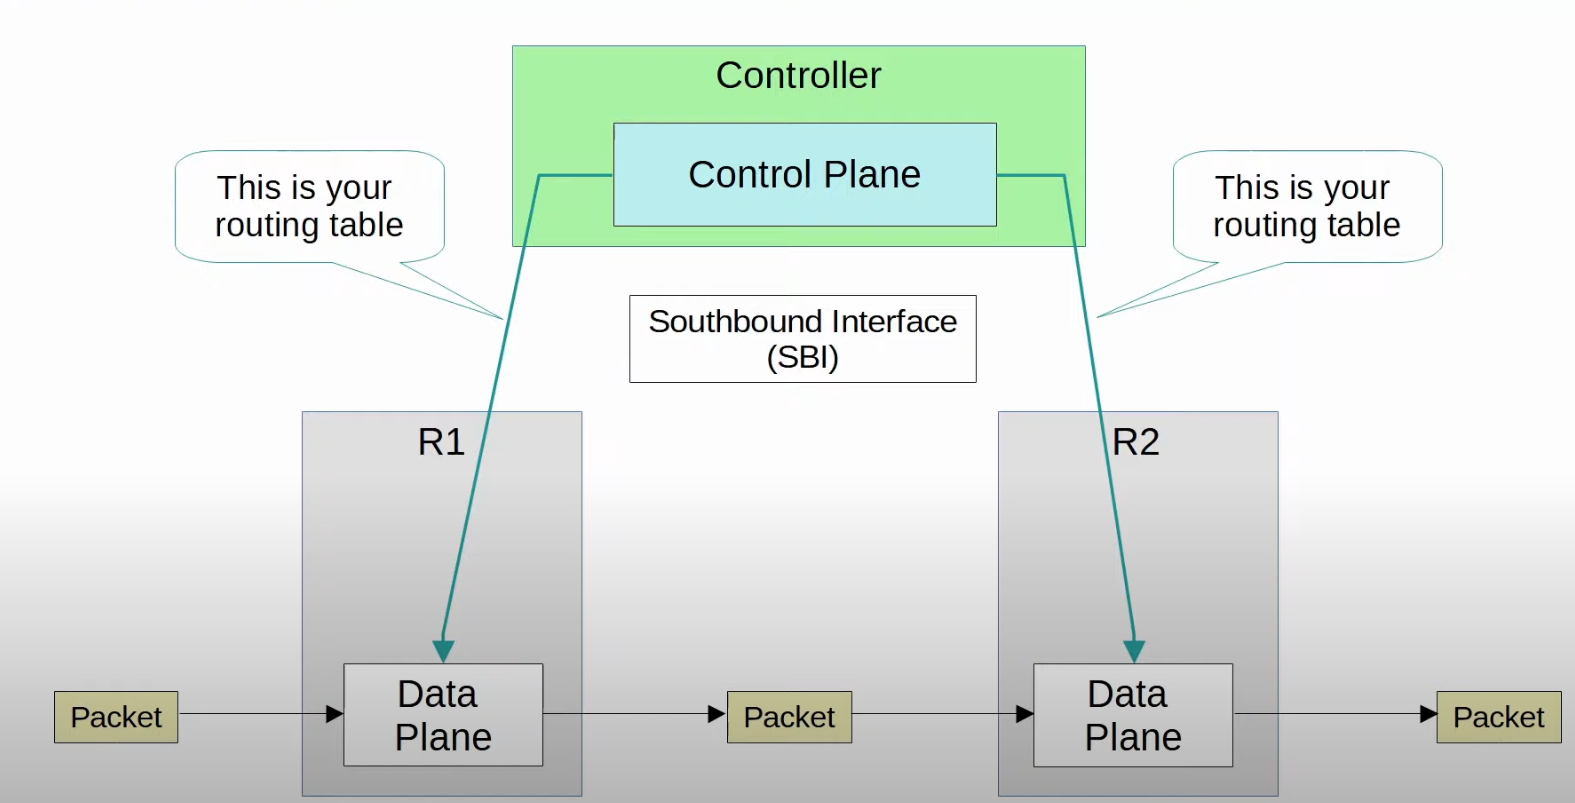 Controller
Control Plane
This is your
routing table
This is your
routing table
Southbound Interface
(SBI)
R1
R2
Data
Plane
Data
Plane
Packet
Packet
Packet